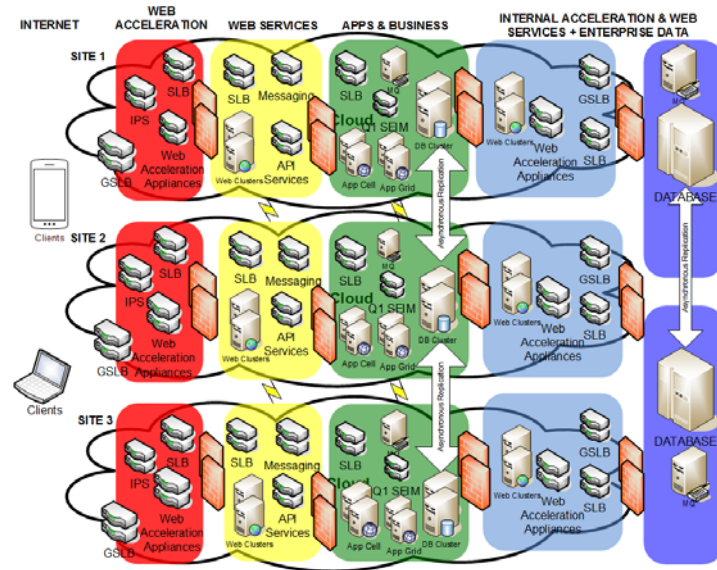 INTERNET
WEB
ACCELERATION
WEB SERVICES
APPS & BUSINESS
INTERNAL ACCELERATION & WEB
SERVICES + ENTERPRISE DATA
SITE 1
SLB
IPS
Web
Acceleration
Appliances
GSLB
SLB
Messaging
Web Clusters
API
Services
SLB
MQ
Cloud
Q1 SEIM
DB Cluster
App Cell
App Grid
Web Clusters
GSLB
Web
Acceleration
Appliances
SLB
MQ
DATABASE
Clients
Asynchronous Replication
Asynchronous Replication
SITE 2
SLB
IPS
Web
Acceleration
Appliances
GSLB
SLB
Messaging
Web Clusters
API
Services
SLB
MQ
Cloud
Q1 SEIM
DB Cluster
App Cell
App Grid
Web Clusters
GSLB
Web
Acceleration
Appliances
SLB
DATABASE
Clients
Asynchronous Replication
SITE 3
SLB
IPS
Web
Acceleration
Appliances
GSLB
SLB
Messaging
Web Clusters
API
Services
SLB
MQ
Cloud
Q1 SEIM
DB Cluster
App Cell
App Grid
Web Clusters
GSLB
Web
Acceleration
Appliances
SLB
MQ